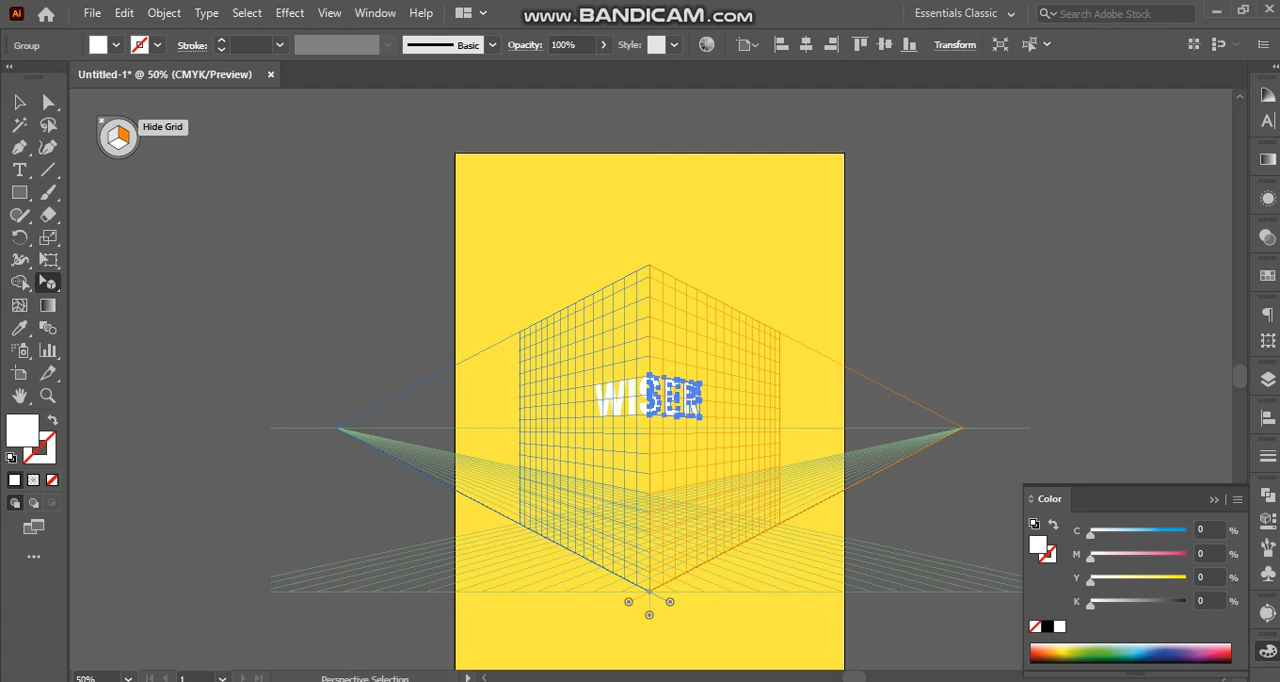 Ai File Edit Object Type Select Effect View Window Help www.BANDICAM.com Essentials Classic Search Adobe Stock
Group Stroke: Basic Opacity: 100% Style: Transform
Untitled-1* @ 50% (CMYK/Preview)
Hide Grid
WISER
Color
C 0 %
M 0 %
Y 0 %
K 0 %
50% 1 Perspective Selection